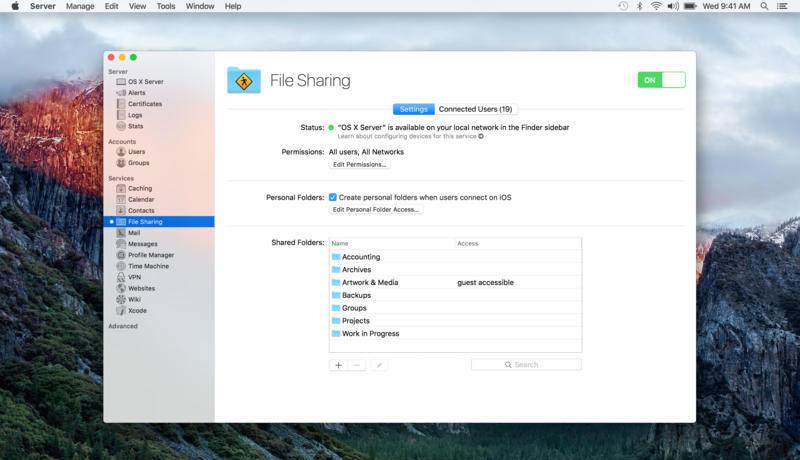 Server Manage Edit View Tools Window Help Wed 9:41 AM
Server
OS X Server
Alerts
Certificates
Logs
Stats
Accounts
Users
Groups
Services
Caching
Calendar
Contacts
File Sharing
Mail
Messages
Profile Manager
Time Machine
VPN
Websites
Wiki
Xcode
Advanced
File Sharing
ON
Settings Connected Users (19)
Status: “OS X Server” is available on your local network in the Finder sidebar
Learn about configuring devices for this service
Permissions: All users, All Networks
Edit Permissions...
Personal Folders: Create personal folders when users connect on iOS
Edit Personal Folder Access...
Shared Folders: Name Access
Accounting
Archives
Artwork & Media guest accessible
Backups
Groups
Projects
Work in Progress
Search